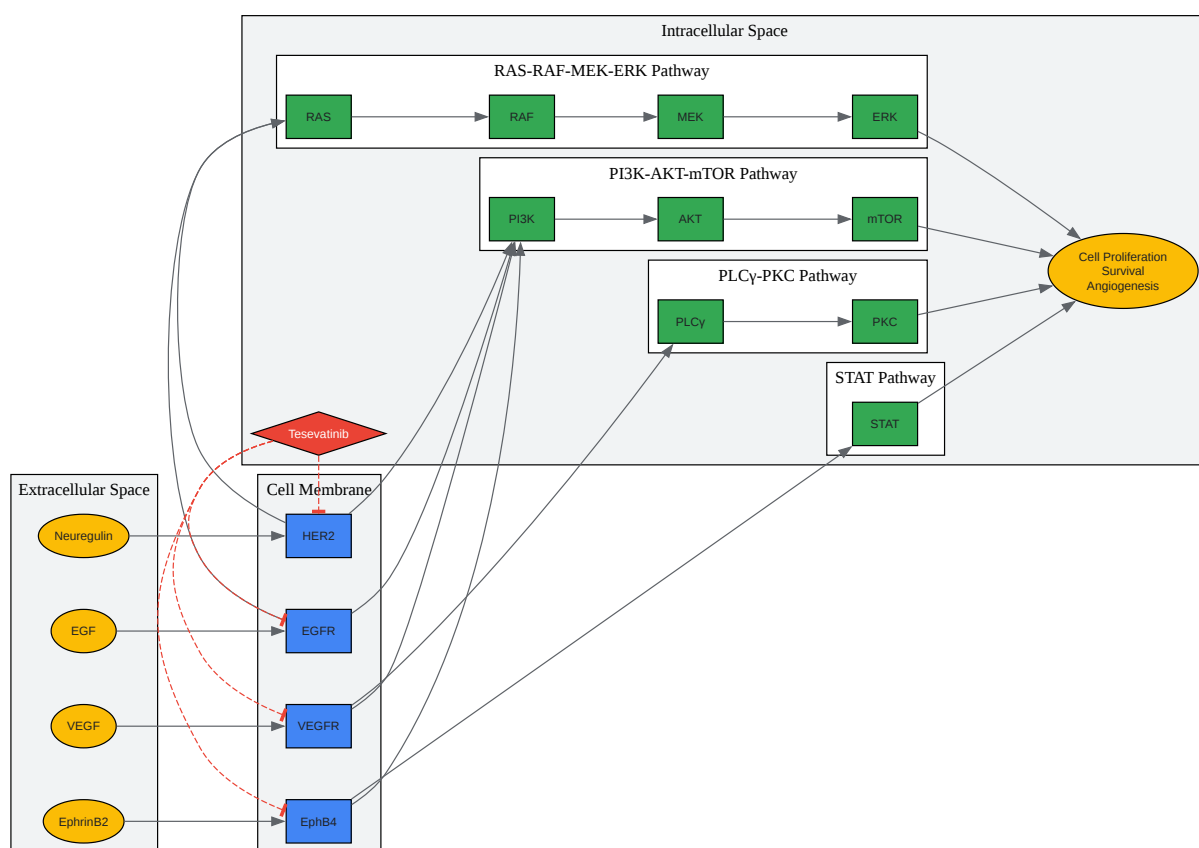 Intracellular Space
RAS-RAF-MEK-ERK Pathway
RAS
RAF
MEK
ERK
PI3K-AKT-mTOR Pathway
PI3K
AKT
mTOR
Cell Proliferation
Survival
Angiogenesis
PLCγ-PKC Pathway
PLCγ
PKC
STAT Pathway
STAT
Tesevatinib
Extracellular Space
Cell Membrane
Neuregulin
HER2
EGF
EGFR
VEGF
VEGFR
EphrinB2
EphB4